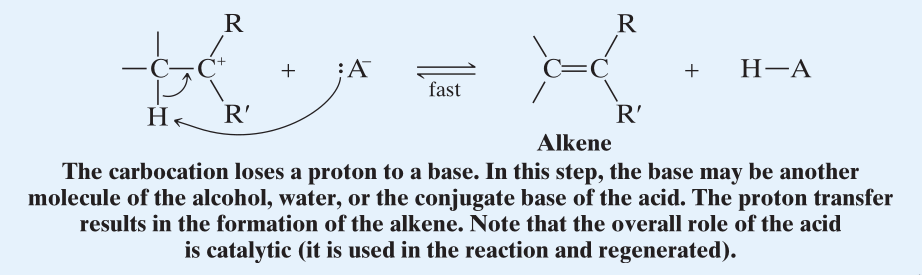 R
—C—C⁺ + :A⁻ ⇌ C=C + H—A
fast
H R′ R′
R
Alkene
The carbocation loses a proton to a base. In this step, the base may be another
molecule of the alcohol, water, or the conjugate base of the acid. The proton transfer
results in the formation of the alkene. Note that the overall role of the acid
is catalytic (it is used in the reaction and regenerated).